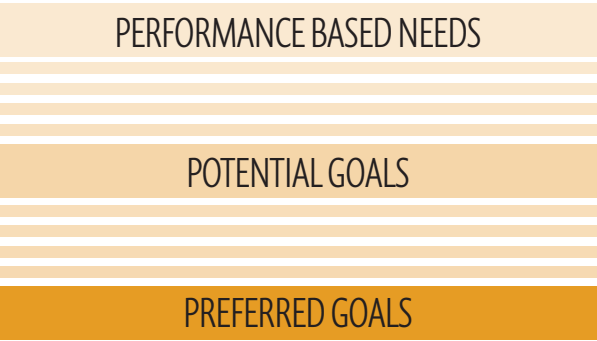 PERFORMANCE BASED NEEDS
POTENTIAL GOALS
PREFERRED GOALS